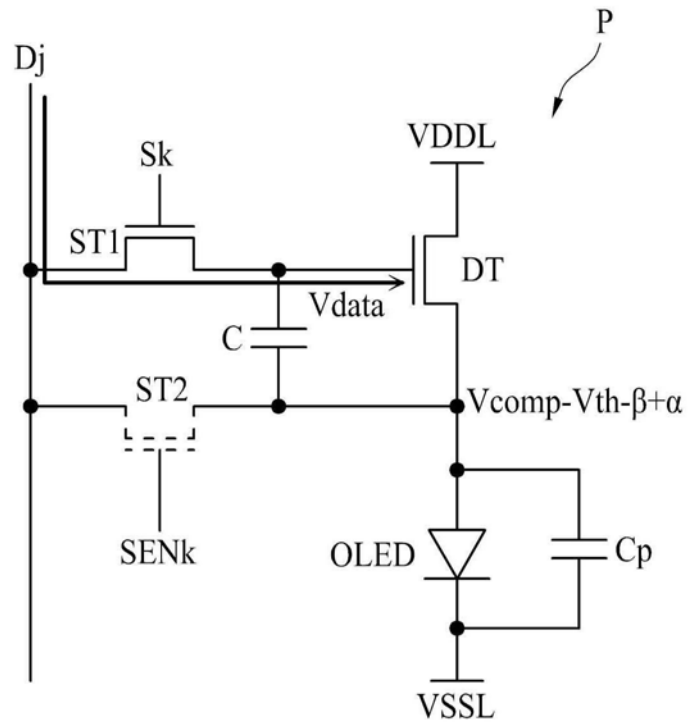 P
Dj
VDDL
Sk
ST1
DT
Vdata
C
ST2
Vcomp-Vth-β+α
SENk
OLED
Cp
VSSL